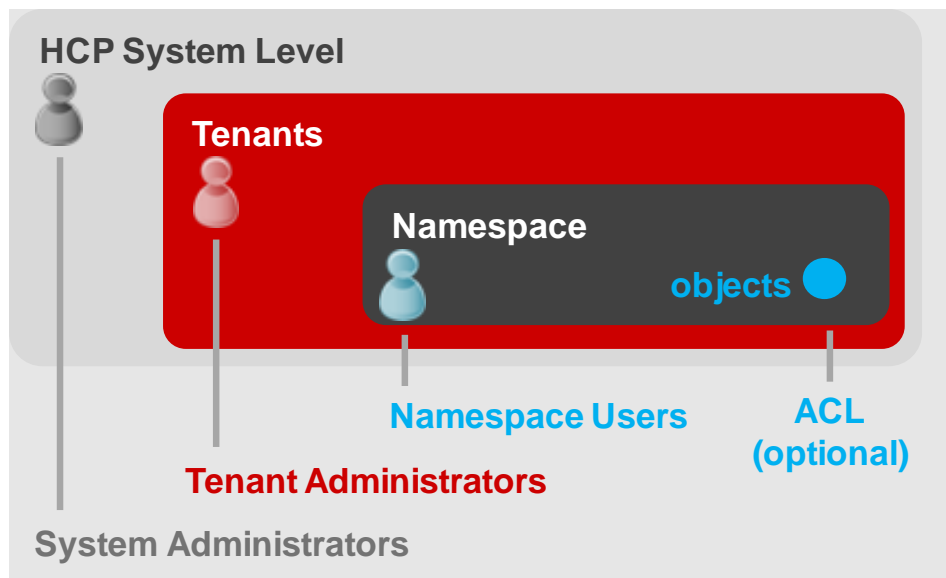 HCP System Level
Tenants
Namespace
objects
Namespace Users
ACL
(optional)
Tenant Administrators
System Administrators